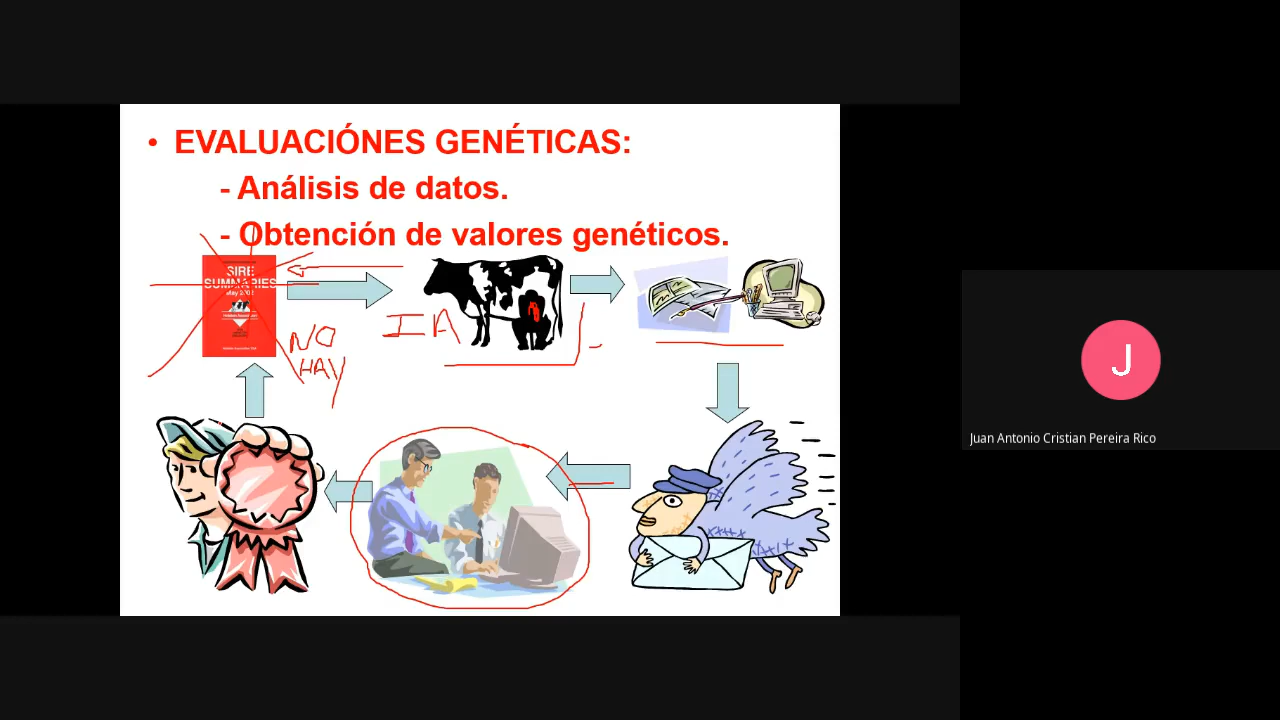 • EVALUACIÓNES GENÉTICAS:
- Análisis de datos.
- Obtención de valores genéticos.
SIRE
SUMMARIES
NO
HAY
IA
J
Juan Antonio Cristian Pereira Rico